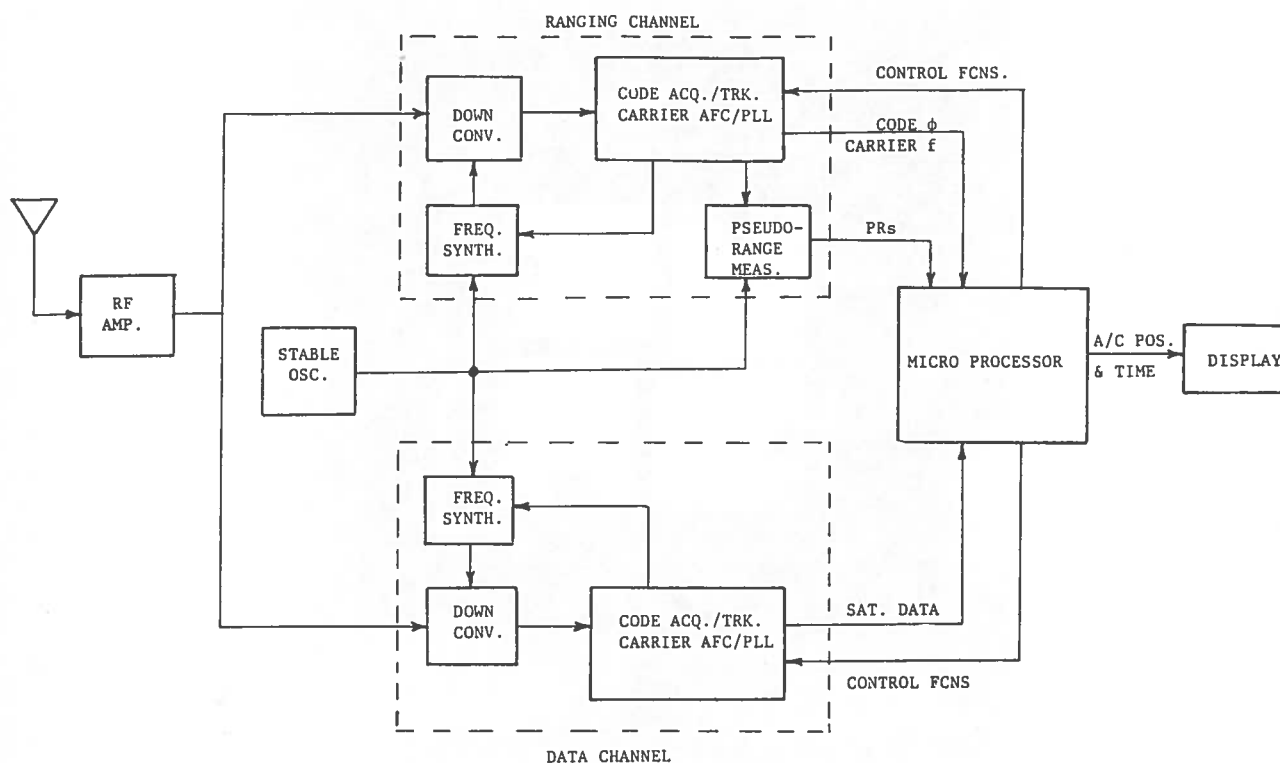 RANGING CHANNEL
DOWN
CONV.
CODE ACQ./TRK.
CARRIER AFC/PLL
CONTROL FCNS.
CODE φ
CARRIER f
FREQ.
SYNTH.
PSEUDO-
RANGE
MEAS.
PRs
RF
AMP.
STABLE
OSC.
MICRO PROCESSOR
A/C POS.
& TIME
DISPLAY
FREQ.
SYNTH.
DOWN
CONV.
CODE ACQ./TRK.
CARRIER AFC/PLL
SAT. DATA
CONTROL FCNS
DATA CHANNEL